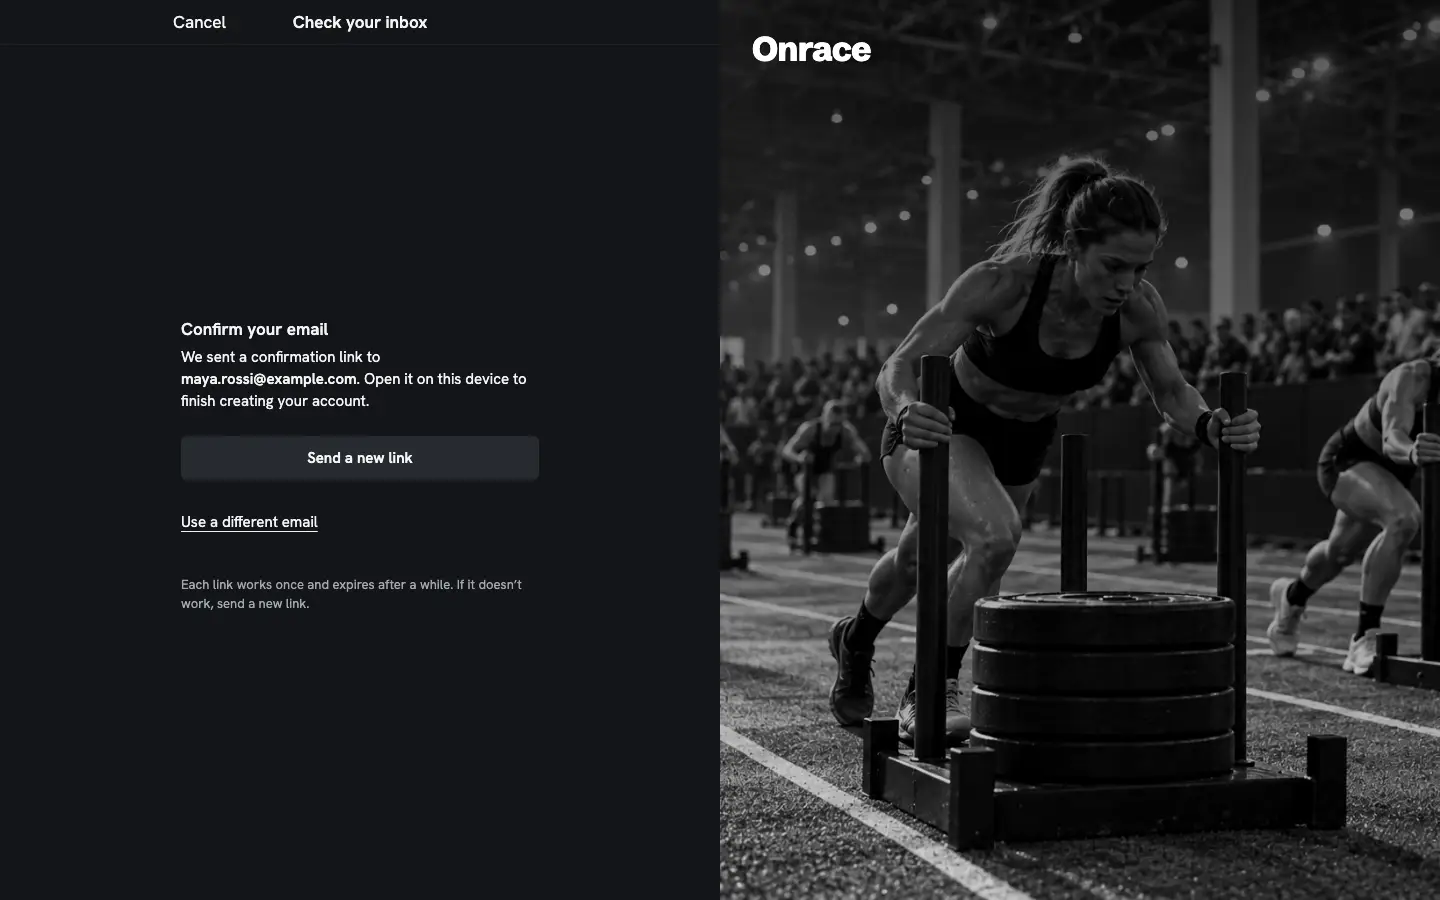 Cancel
Check your inbox
Onrace
Confirm your email
We sent a confirmation link to
maya.rossi@example.com. Open it on this device to
finish creating your account.
Send a new link
Use a different email
Each link works once and expires after a while. If it doesn’t
work, send a new link.